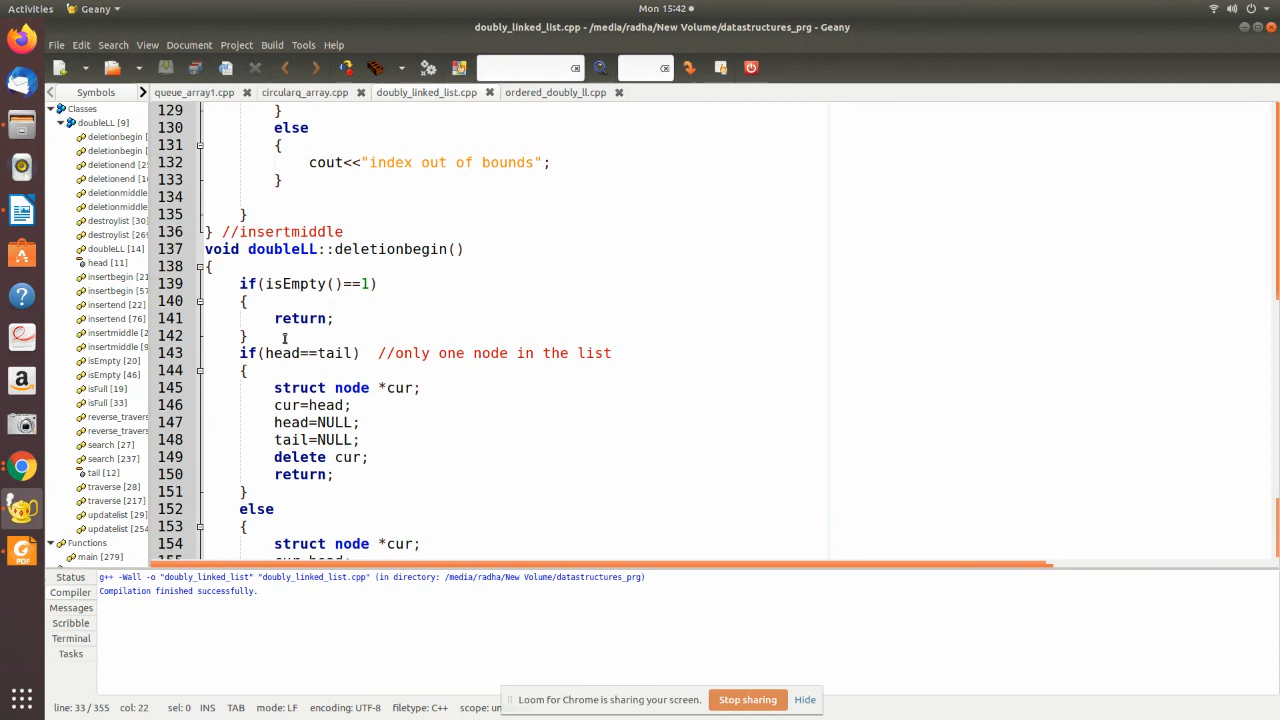 Activities Geany Mon 15:42
doubly_linked_list.cpp - /media/radha/New Volume/datastructures_prg - Geany
File Edit Search View Document Project Build Tools Help
Symbols queue_array1.cpp circularq_array.cpp doubly_linked_list.cpp ordered_doubly_ll.cpp
Classes
doubleLL [9]
deletionbegin [
deletionbegin [
deletionend [2
deletionend [1
deletionmiddle
deletionmiddle
destroylist [30]
destroylist [26
doubleLL [14]
head [11]
insertbegin [21
insertbegin [57
insertend [22]
insertend [76]
insertmiddle [2
insertmiddle [9
isEmpty [20]
isEmpty [46]
isFull [19]
isFull [33]
reverse_travers
reverse_travers
search [27]
search [237]
tail [12]
traverse [28]
traverse [217]
updatelist [29]
updatelist [254
Functions
main [279]
129 }
130 else
131 {
132 cout<<"index out of bounds";
133 }
134
135 }
136 } //insertmiddle
137 void doubleLL::deletionbegin()
138 {
139 if(isEmpty()==1)
140 {
141 return;
142 }
143 if(head==tail) //only one node in the list
144 {
145 struct node *cur;
146 cur=head;
147 head=NULL;
148 tail=NULL;
149 delete cur;
150 return;
151 }
152 else
153 {
154 struct node *cur;
155 cur=head;
Status
Compiler
Messages
Scribble
Terminal
Tasks
g++ -Wall -o "doubly_linked_list" "doubly_linked_list.cpp" (in directory: /media/radha/New Volume/datastructures_prg)
Compilation finished successfully.
Loom for Chrome is sharing your screen. Stop sharing Hide
line: 33 / 355 col: 22 sel: 0 INS TAB mode: LF encoding: UTF-8 filetype: C++ scope: